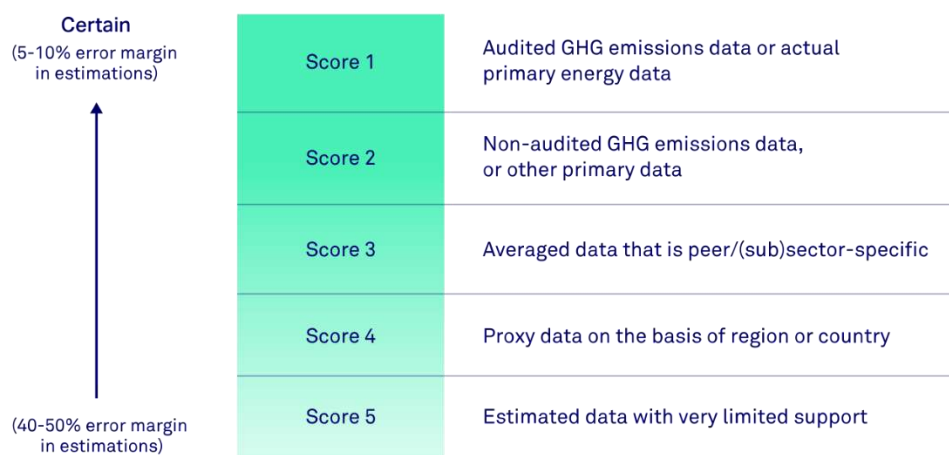 Certain
(5-10% error margin
in estimations)
Score 1
Audited GHG emissions data or actual
primary energy data
Score 2
Non-audited GHG emissions data,
or other primary data
Score 3
Averaged data that is peer/(sub)sector-specific
Score 4
Proxy data on the basis of region or country
(40-50% error margin
in estimations)
Score 5
Estimated data with very limited support